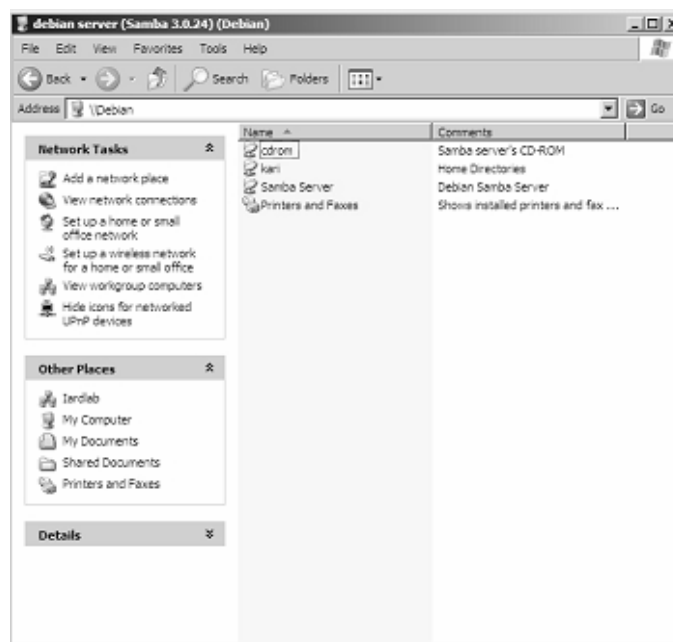 debian server (Samba 3.0.24) (Debian)
File Edit View Favorites Tools Help
Back Search Folders
Address \\Debian Go
Name Comments
cdrom Samba server's CD-ROM
kari Home Directories
Samba Server Debian Samba Server
Printers and Faxes Shows installed printers and fax ...
Network Tasks
Add a network place
View network connections
Set up a home or small
office network
Set up a wireless network
for a home or small office
View workgroup computers
Hide icons for networked
UPnP devices
Other Places
Iardlab
My Computer
My Documents
Shared Documents
Printers and Faxes
Details